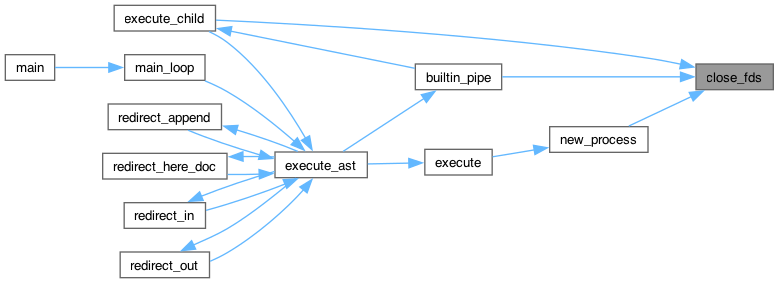 execute_child
main
main_loop
builtin_pipe
close_fds
redirect_append
new_process
redirect_here_doc
execute_ast
execute
redirect_in
redirect_out